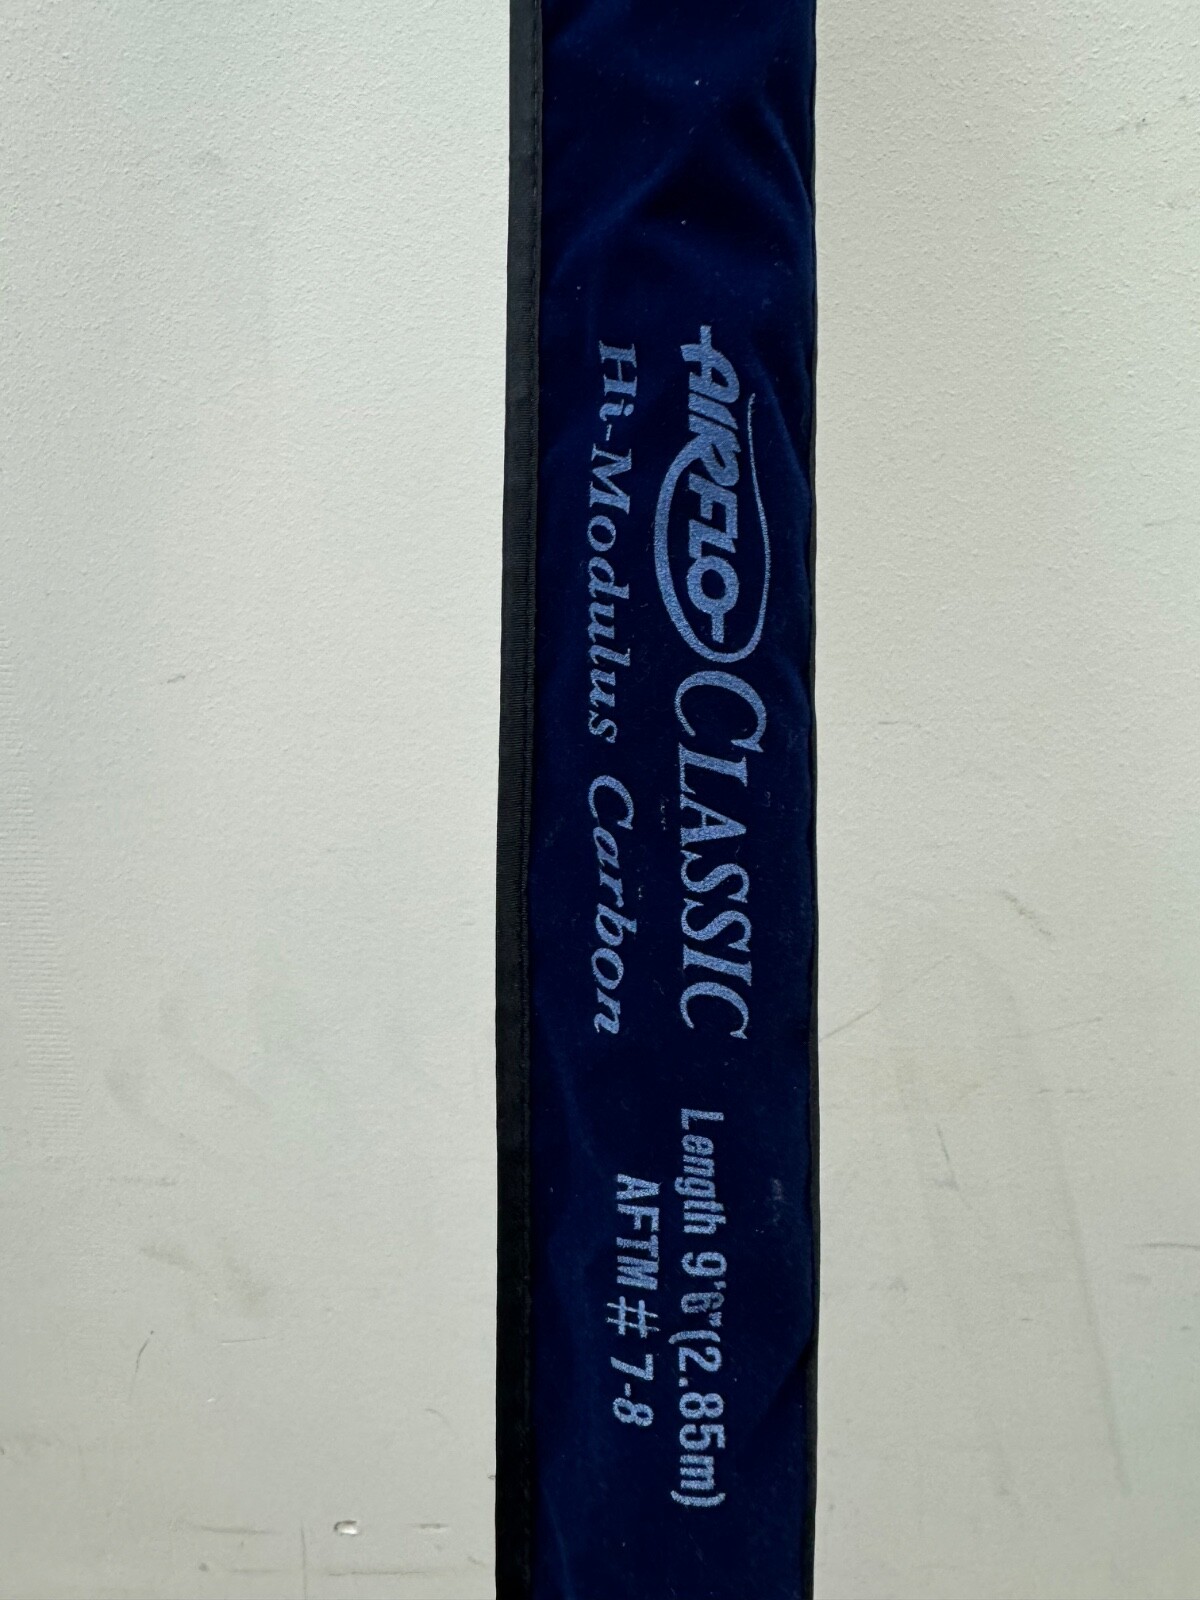 AIRFLO CLASSIC
Hi-Modulus Carbon
Length 9'6"(2.85m)
AFTM# 7-8